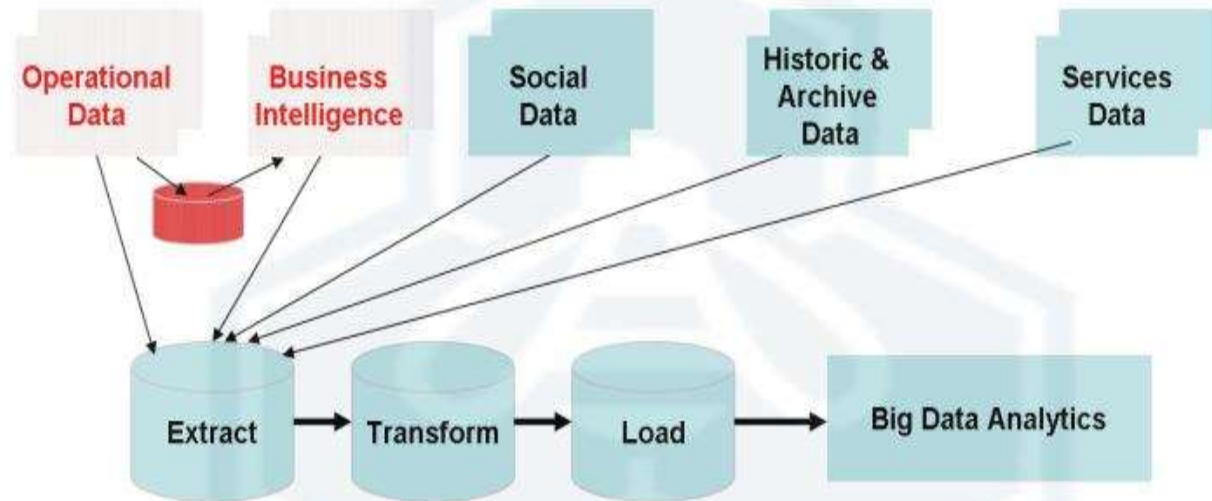 Operational
Data
Business
Intelligence
Social
Data
Historic &
Archive
Data
Services
Data
Extract
Transform
Load
Big Data Analytics